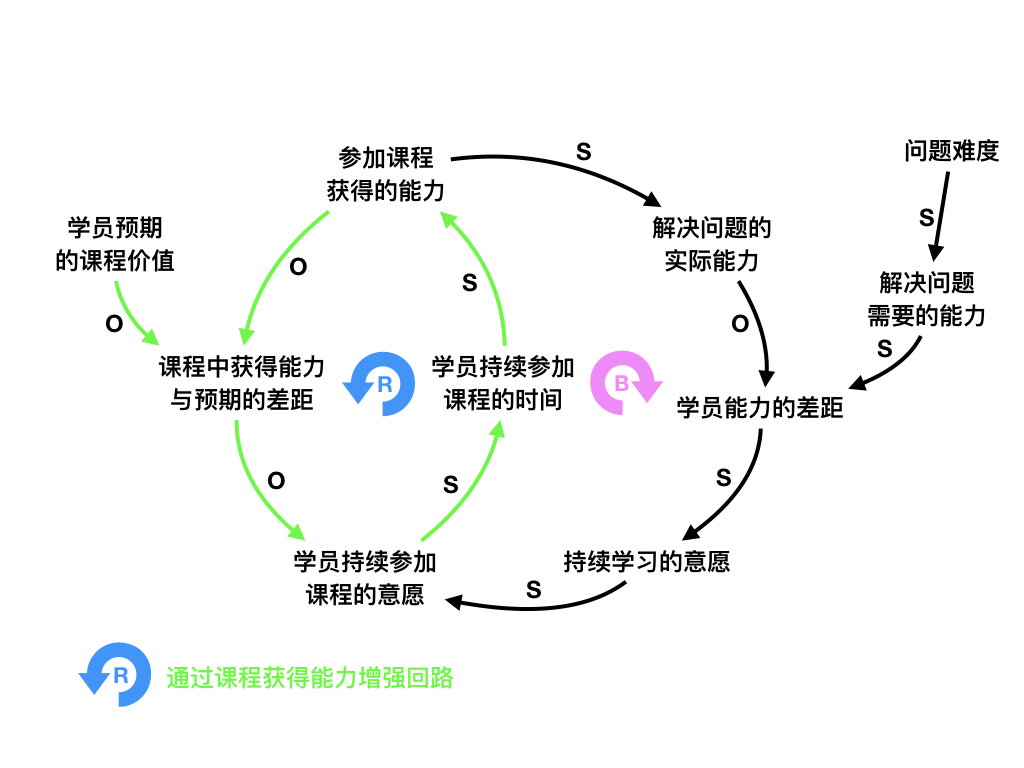 参加课程
获得的能力
S
问题难度
学员预期
的课程价值
解决问题的
实际能力
S
O
S
解决问题
需要的能力
O
O
S
课程中获得能力
与预期的差距
R
学员持续参加
课程的时间
B
学员能力的差距
O
S
S
学员持续参加
课程的意愿
持续学习的意愿
S
R
通过课程获得能力增强回路